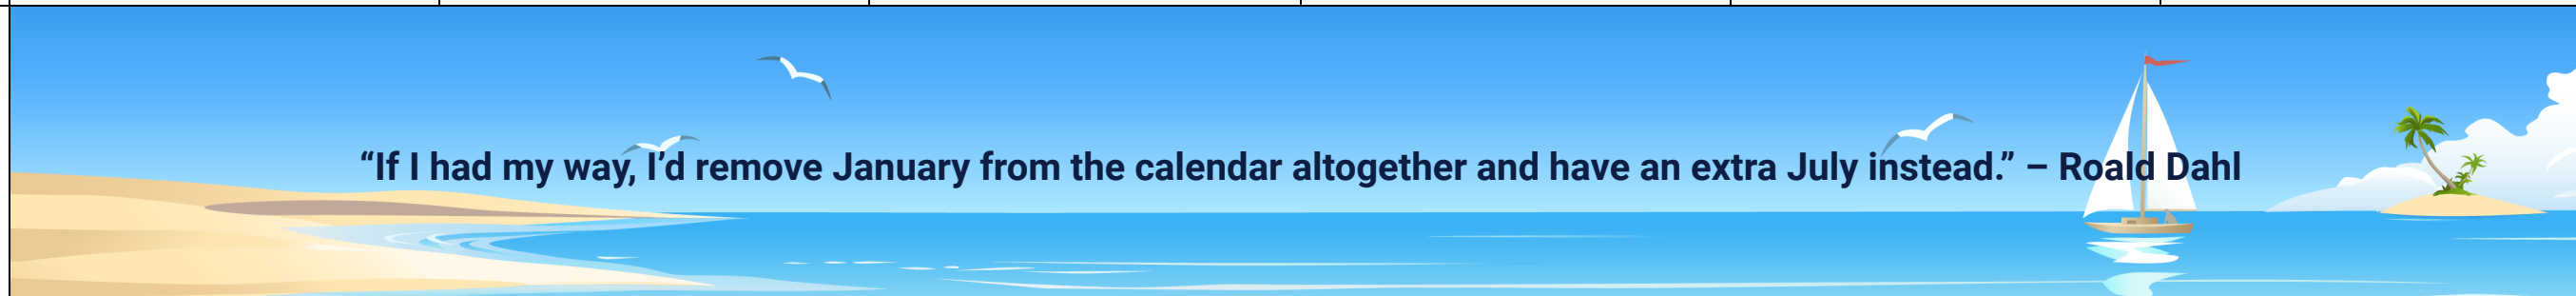 “If I had my way, I’d remove January from the calendar altogether and have an extra July instead.” – Roald Dahl